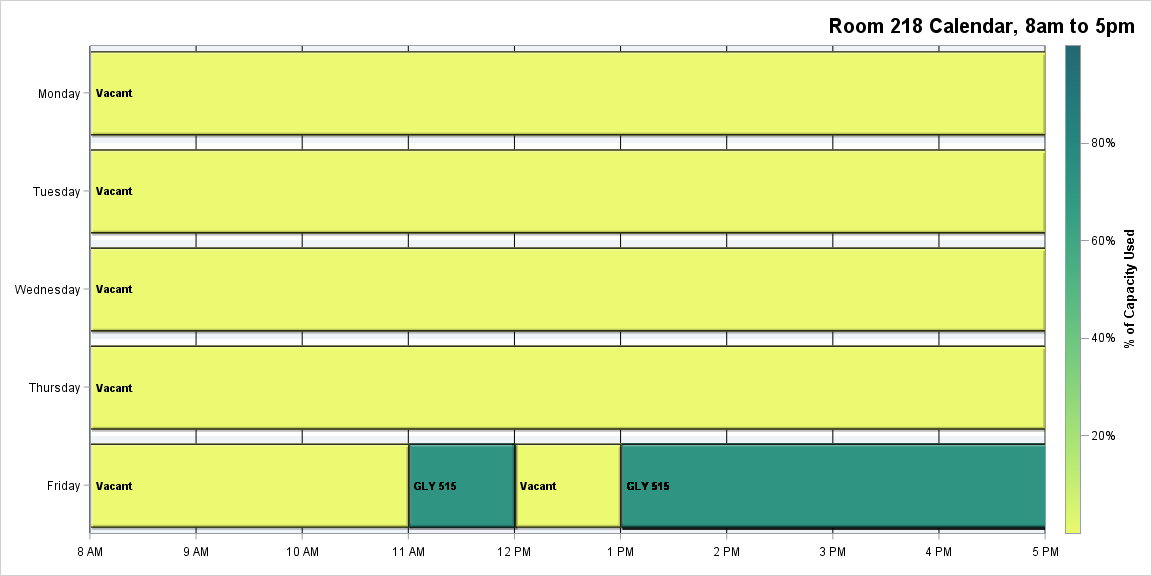 Room 218 Calendar, 8am to 5pm
Monday
Vacant
Tuesday
Vacant
Wednesday
Vacant
Thursday
Vacant
Friday
Vacant
GLY 515
Vacant
GLY 515
8 AM
9 AM
10 AM
11 AM
12 PM
1 PM
2 PM
3 PM
4 PM
5 PM
80%
60%
40%
20%
% of Capacity Used